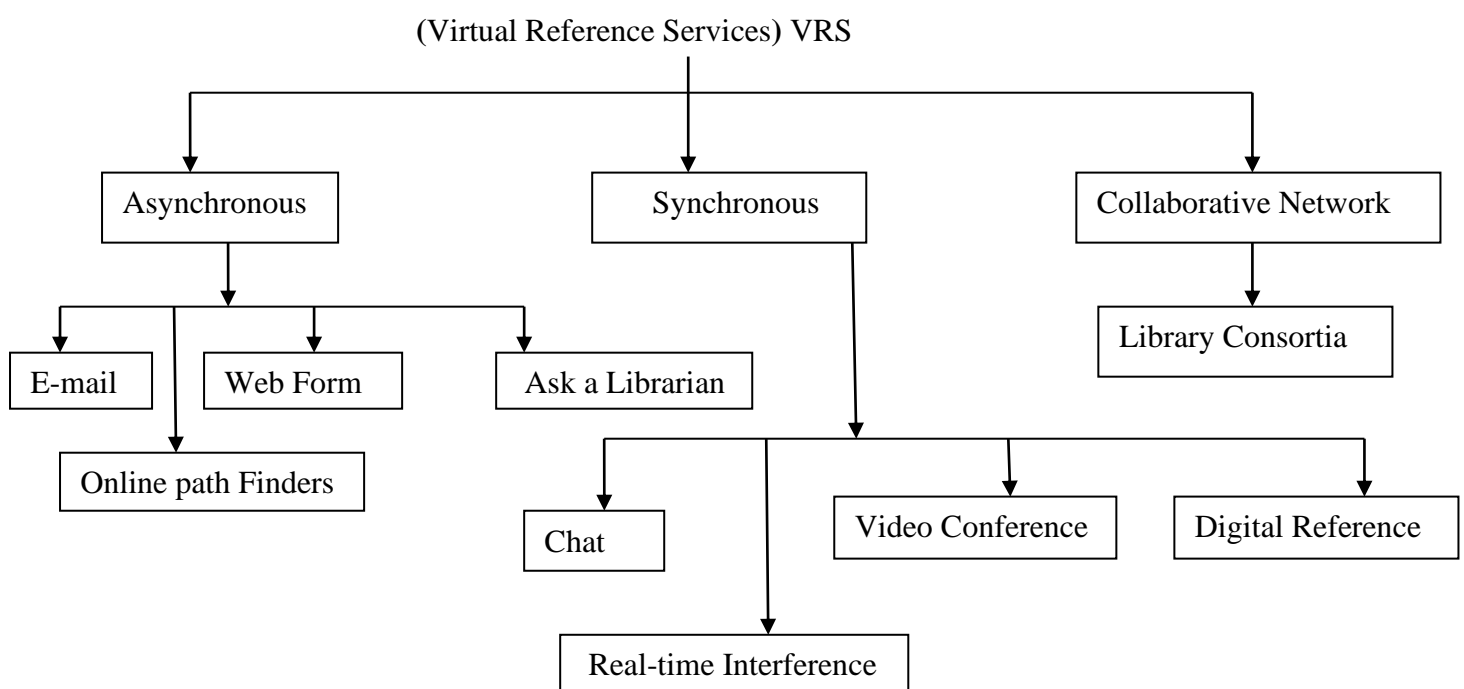 (Virtual Reference Services) VRS
Asynchronous
Synchronous
Collaborative Network
Library Consortia
E-mail
Web Form
Ask a Librarian
Online path Finders
Chat
Video Conference
Digital Reference
Real-time Interference